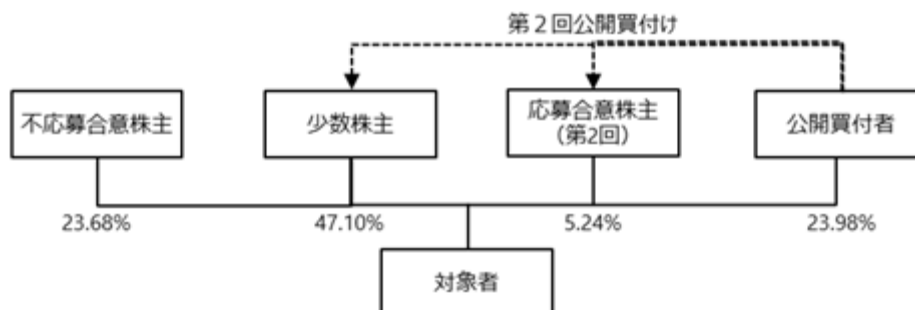 第２回公開買付け
不応募合意株主
少数株主
応募合意株主
（第2回）
公開買付者
23.68%
47.10%
5.24%
23.98%
対象者